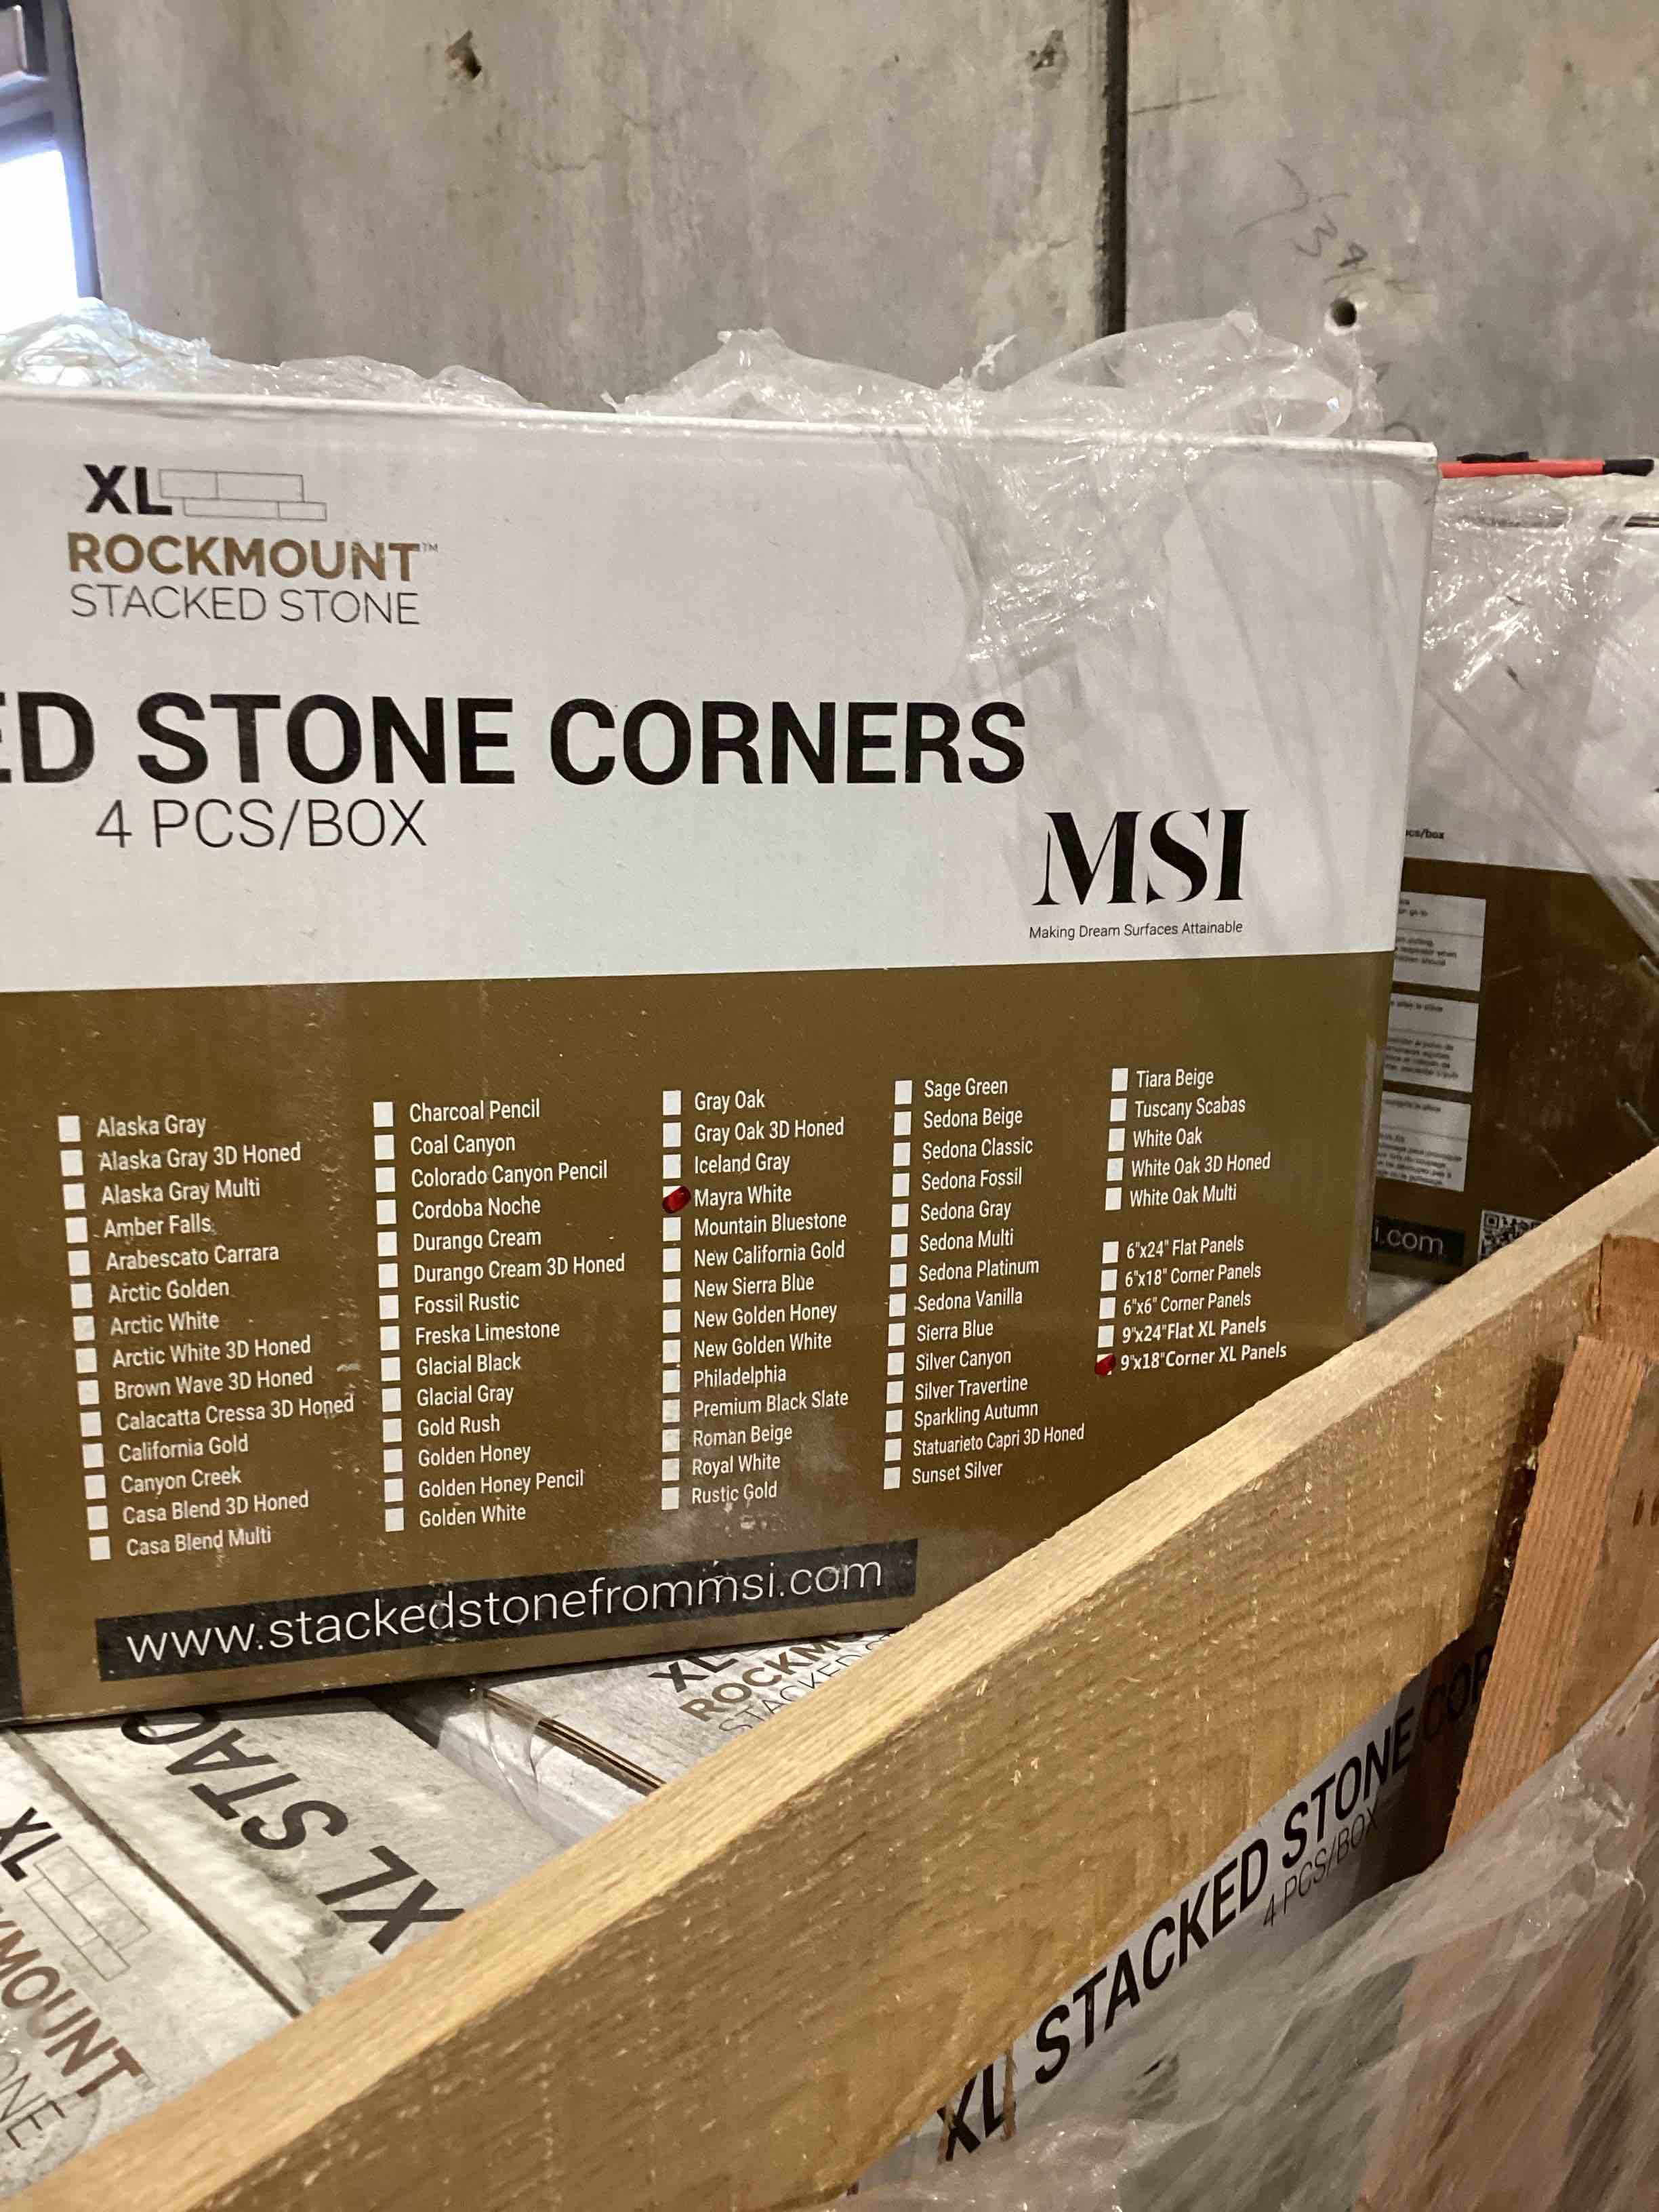 XL
ROCKMOUNT™
STACKED STONE
ED STONE CORNERS
4 PCS/BOX
MSI
Making Dream Surfaces Attainable
Alaska Gray
Alaska Gray 3D Honed
Alaska Gray Multi
Amber Falls
Arabescato Carrara
Arctic Golden
Arctic White
Arctic White 3D Honed
Brown Wave 3D Honed
Calacatta Cressa 3D Honed
California Gold
Canyon Creek
Casa Blend 3D Honed
Casa Blend Multi
Charcoal Pencil
Coal Canyon
Colorado Canyon Pencil
Cordoba Noche
Durango Cream
Durango Cream 3D Honed
Fossil Rustic
Freska Limestone
Glacial Black
Glacial Gray
Gold Rush
Golden Honey
Golden Honey Pencil
Golden White
Gray Oak
Gray Oak 3D Honed
Iceland Gray
Mayra White
Mountain Bluestone
New California Gold
New Sierra Blue
New Golden Honey
New Golden White
Philadelphia
Premium Black Slate
Roman Beige
Royal White
Rustic Gold
Sage Green
Sedona Beige
Sedona Classic
Sedona Fossil
Sedona Gray
Sedona Multi
Sedona Platinum
Sedona Vanilla
Sierra Blue
Silver Canyon
Silver Travertine
Sparkling Autumn
Statuarieto Capri 3D Honed
Sunset Silver
Tiara Beige
Tuscany Scabas
White Oak
White Oak 3D Honed
White Oak Multi
6"x24" Flat Panels
6"x18" Corner Panels
6"x6" Corner Panels
9"x24"Flat XL Panels
9"x18"Corner XL Panels
www.stackedstonefrommsi.com
pcs/box
i.com
XL
ROCKM
STACKED S
XL STAC
XL
KMOUNT
ONE
XL STACKED STONE COR
4 PCS/BOX